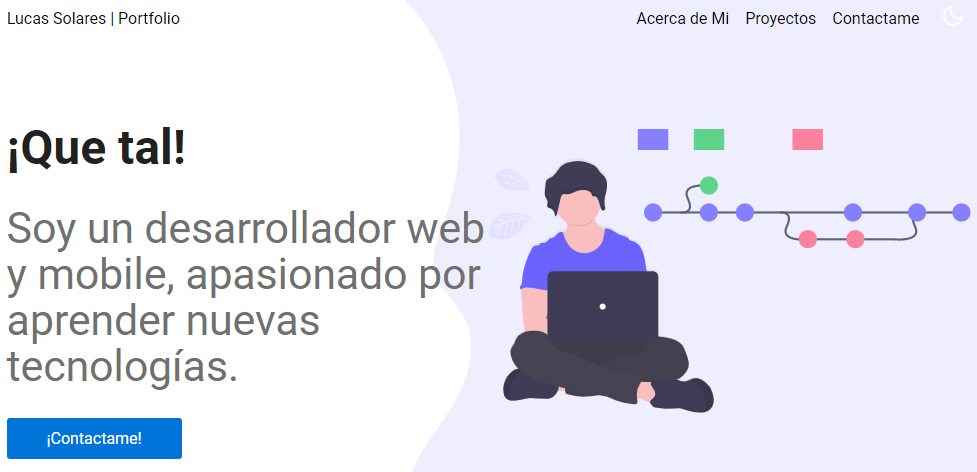 Lucas Solares | Portfolio
Acerca de Mi
Proyectos
Contactame
¡Que tal!
Soy un desarrollador web
y mobile, apasionado por
aprender nuevas
tecnologías.
¡Contactame!